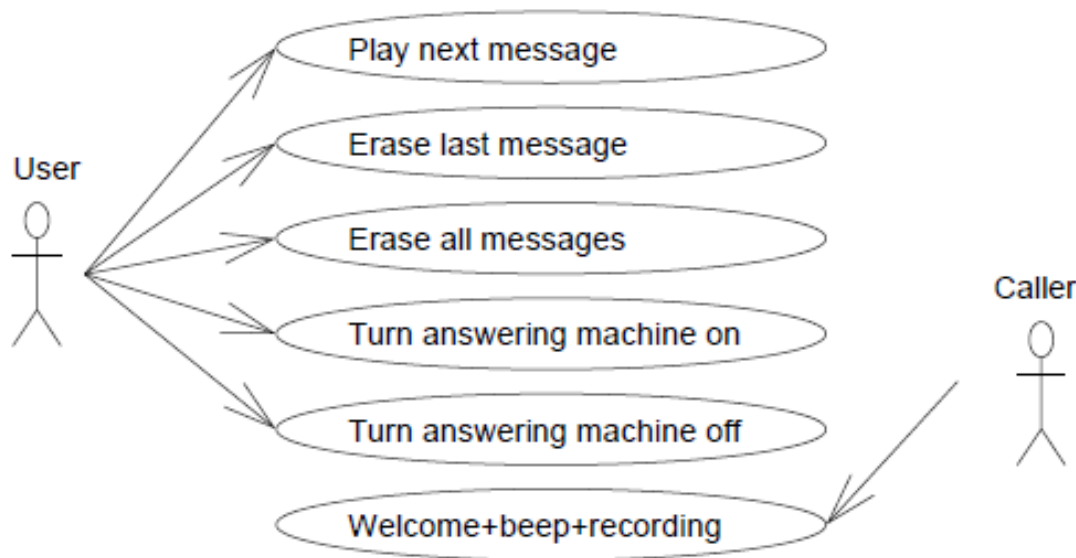 Play next message
Erase last message
User
Erase all messages
Caller
Turn answering machine on
Turn answering machine off
Welcome+beep+recording